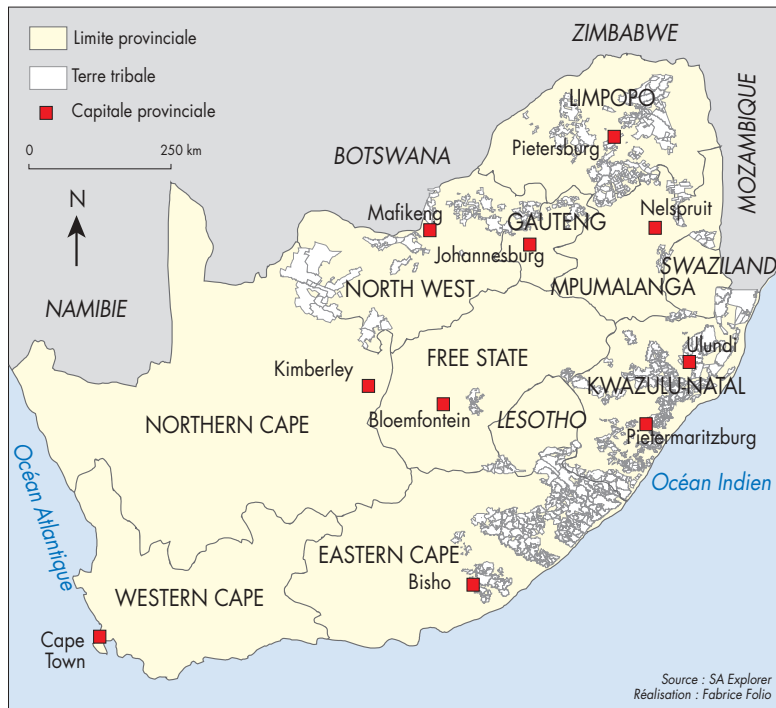 Limite provinciale
Terre tribale
Capitale provinciale
0 250 km
N
ZIMBABWE
MOZAMBIQUE
BOTSWANA
NAMIBIE
SWAZILAND
LESOTHO
LIMPOPO
Pietersburg
Mafikeng
GAUTENG
Nelspruit
Johannesburg
NORTH WEST
MPUMALANGA
Kimberley
FREE STATE
Ulundi
KWAZULU-NATAL
NORTHERN CAPE
Bloemfontein
Pietermaritzburg
Océan Atlantique
Océan Indien
EASTERN CAPE
Bisho
WESTERN CAPE
Cape
Town
Source : SA Explorer
Réalisation : Fabrice Folio